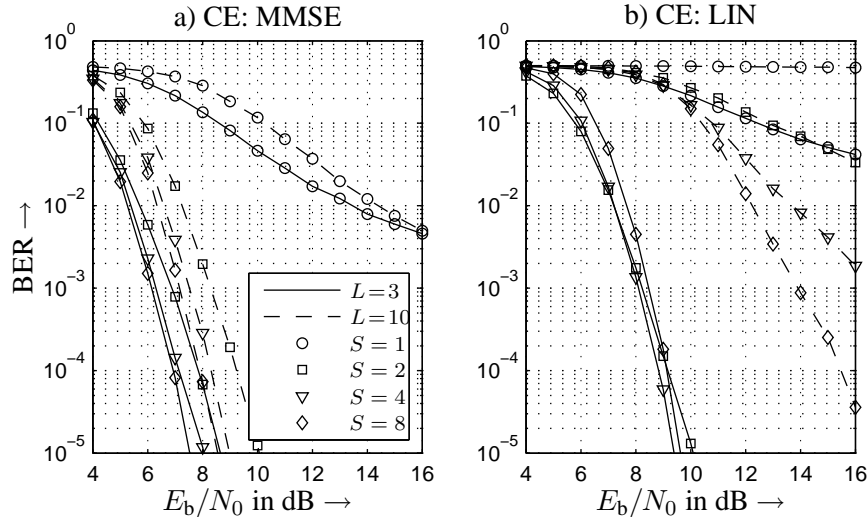 a) CE: MMSE
b) CE: LIN
10^0
10^-1
10^-2
10^-3
10^-4
10^-5
BER →
4 6 8 10 12 14 16
E_b/N_0 in dB →
L=3
L=10
S = 1
S = 2
S = 4
S = 8
10^0
10^-1
10^-2
10^-3
10^-4
10^-5
4 6 8 10 12 14 16
E_b/N_0 in dB →